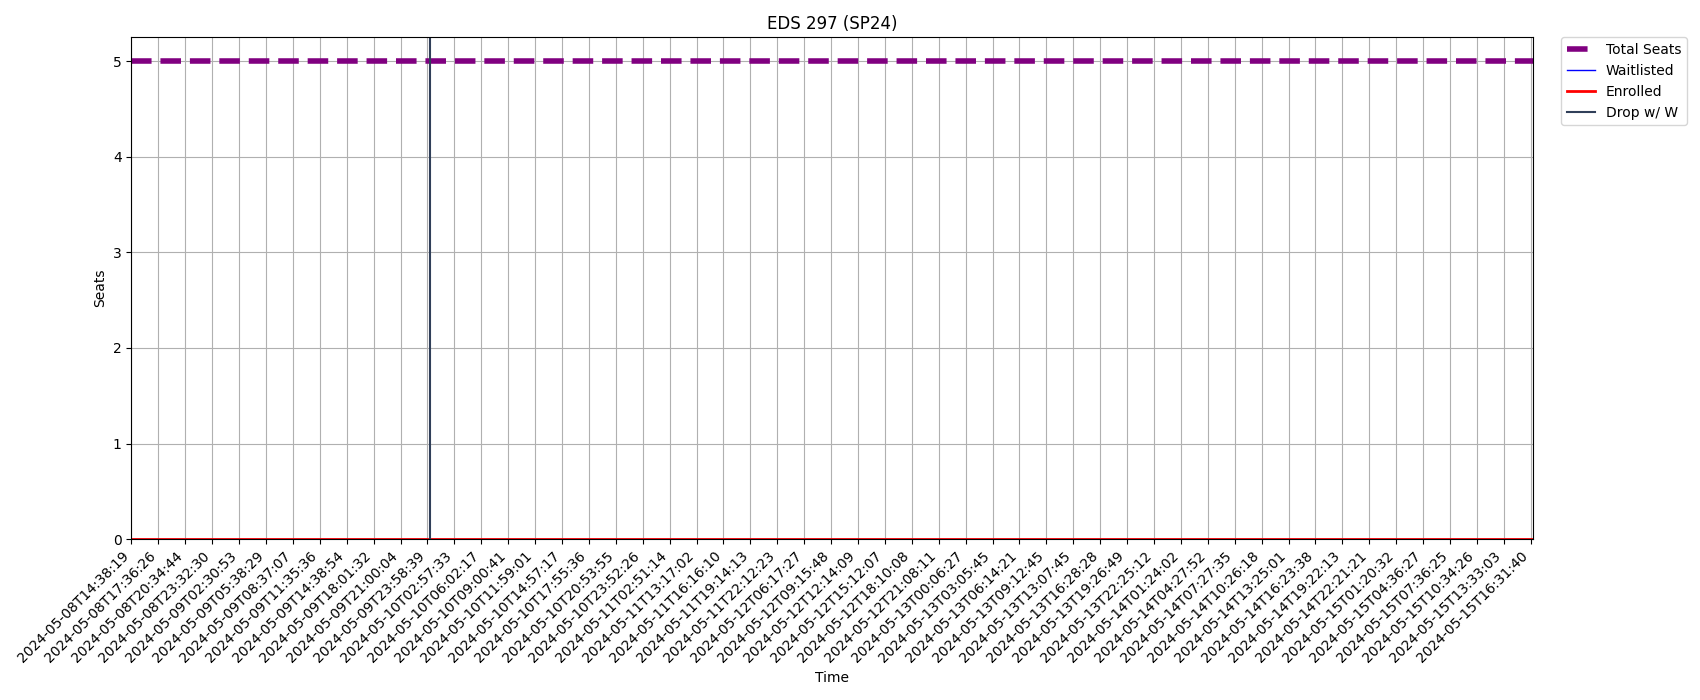 EDS 297 (SP24)
Total Seats
Waitlisted
Enrolled
Drop w/ W
5
4
3
2
1
0
Seats
2024-05-08T14:38:19
2024-05-08T17:36:26
2024-05-08T20:34:44
2024-05-08T23:32:30
2024-05-09T02:30:53
2024-05-09T05:38:29
2024-05-09T08:37:07
2024-05-09T11:35:36
2024-05-09T14:38:54
2024-05-09T18:01:32
2024-05-09T21:00:04
2024-05-09T23:58:39
2024-05-10T02:57:33
2024-05-10T06:02:17
2024-05-10T09:00:41
2024-05-10T11:59:01
2024-05-10T14:57:17
2024-05-10T17:55:36
2024-05-10T20:53:55
2024-05-10T23:52:26
2024-05-11T02:51:14
2024-05-11T13:17:02
2024-05-11T16:16:10
2024-05-11T19:14:13
2024-05-11T22:12:23
2024-05-12T06:17:27
2024-05-12T09:15:48
2024-05-12T12:14:09
2024-05-12T15:12:07
2024-05-12T18:10:08
2024-05-12T21:08:11
2024-05-13T00:06:27
2024-05-13T03:05:45
2024-05-13T06:14:21
2024-05-13T09:12:45
2024-05-13T13:07:45
2024-05-13T16:28:28
2024-05-13T19:26:49
2024-05-13T22:25:12
2024-05-14T01:24:02
2024-05-14T04:27:52
2024-05-14T07:27:35
2024-05-14T10:26:18
2024-05-14T13:25:01
2024-05-14T16:23:38
2024-05-14T19:22:13
2024-05-14T22:21:21
2024-05-15T01:20:32
2024-05-15T04:36:27
2024-05-15T07:36:25
2024-05-15T10:34:26
2024-05-15T13:33:03
2024-05-15T16:31:40
Time